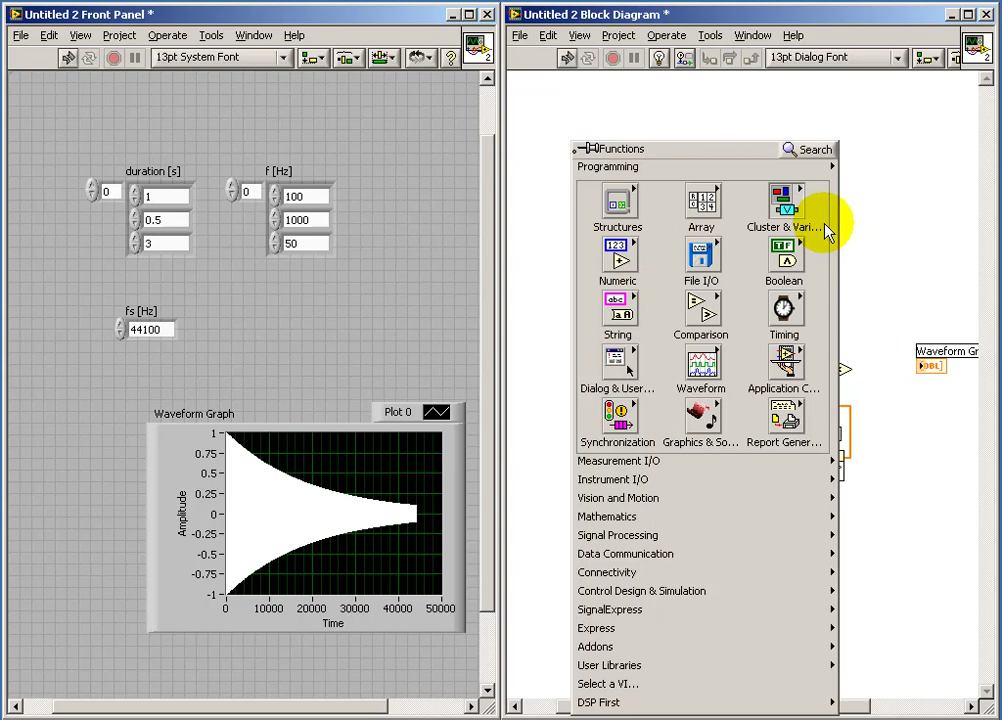 Untitled 2 Front Panel *
File Edit View Project Operate Tools Window Help
13pt System Font
2
duration [s]
f [Hz]
0
1
0.5
3
0
100
1000
50
fs [Hz]
44100
Waveform Graph
Plot 0
Amplitude
1
0.75
0.5
0.25
0
-0.25
-0.5
-0.75
-1
0 10000 20000 30000 40000 50000
Time
Untitled 2 Block Diagram *
File Edit View Project Operate Tools Window Help
13pt Dialog Font
2
Functions
Search
Programming
Structures
Array
Cluster & Vari...
Numeric
File I/O
Boolean
String
Comparison
Timing
Dialog & User...
Waveform
Application C...
Synchronization
Graphics & So...
Report Gener...
Measurement I/O
Instrument I/O
Vision and Motion
Mathematics
Signal Processing
Data Communication
Connectivity
Control Design & Simulation
SignalExpress
Express
Addons
User Libraries
Select a VI...
DSP First
Waveform Gr
DBL]